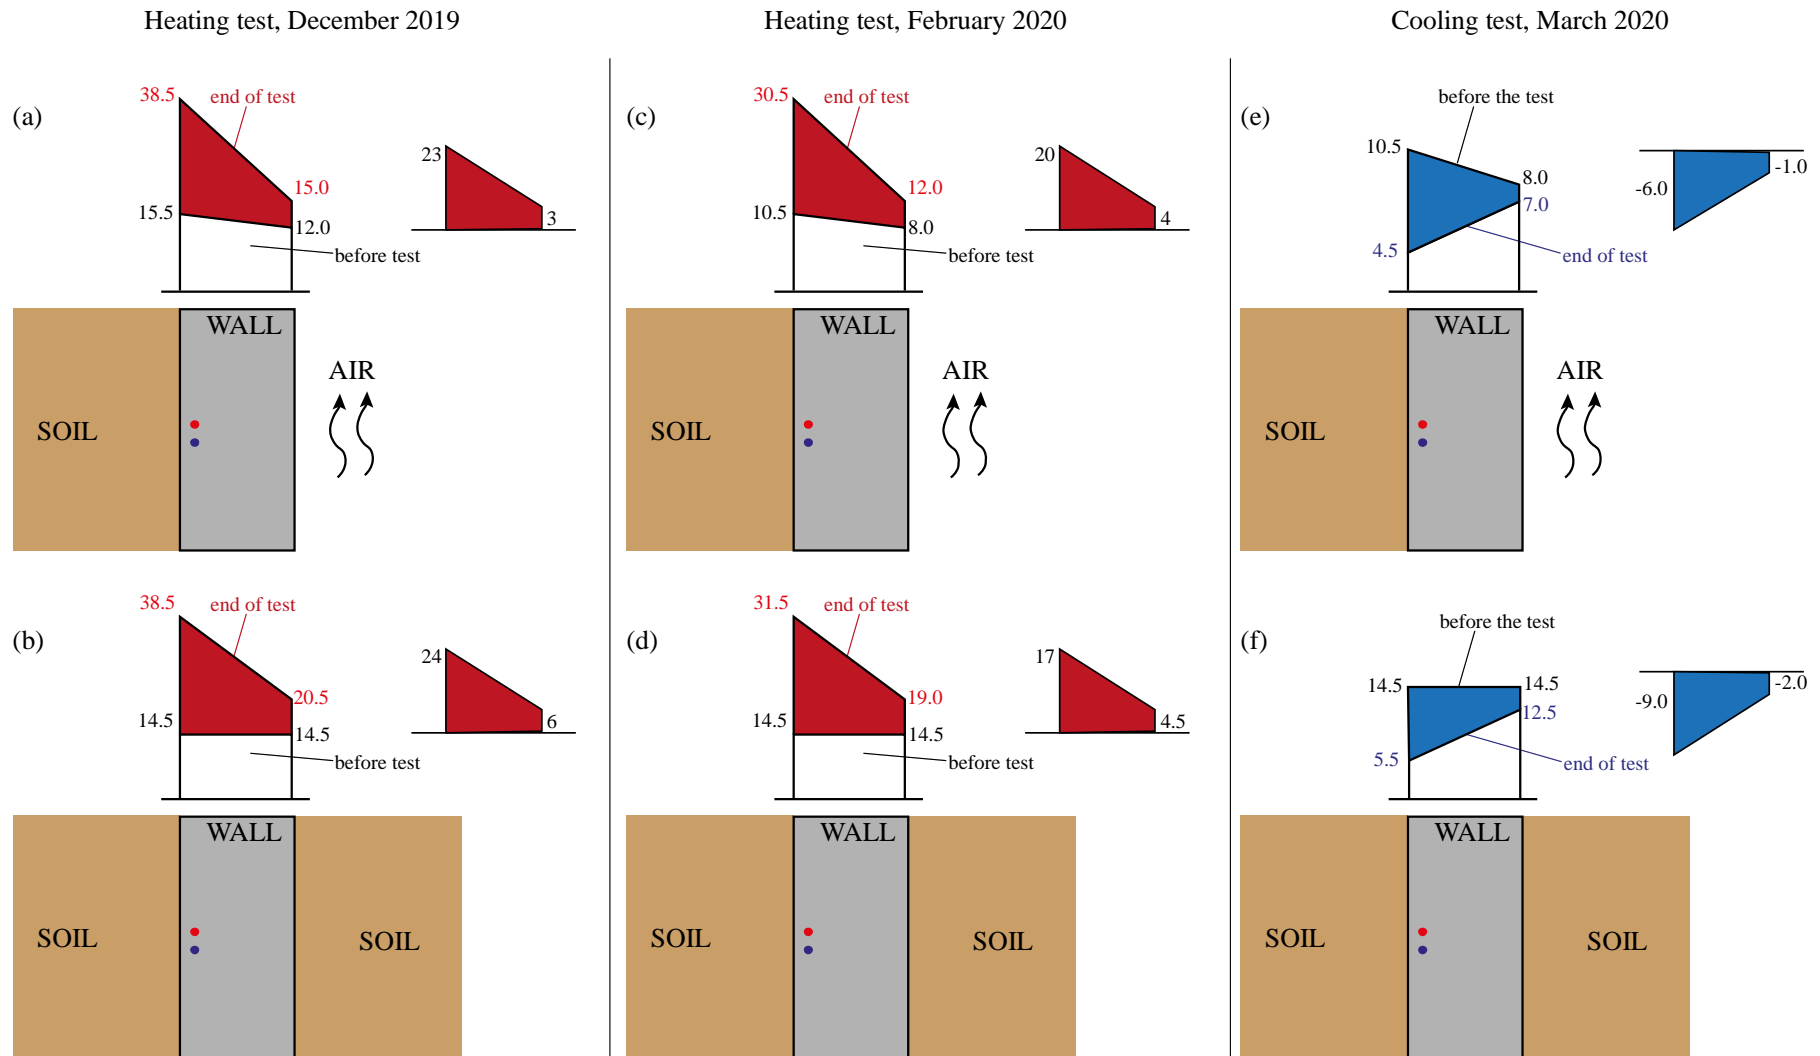 Heating test, December 2019
Heating test, February 2020
Cooling test, March 2020
(a)
38.5
end of test
15.0
15.5
12.0
before test
23
3
WALL
AIR
SOIL
(c)
30.5
end of test
12.0
10.5
8.0
before test
20
4
WALL
AIR
SOIL
(e)
before the test
10.5
8.0
7.0
4.5
end of test
-6.0
-1.0
WALL
AIR
SOIL
(b)
38.5
end of test
20.5
14.5
14.5
before test
24
6
WALL
SOIL
SOIL
(d)
31.5
end of test
19.0
14.5
14.5
before test
17
4.5
WALL
SOIL
SOIL
(f)
before the test
14.5
14.5
12.5
5.5
end of test
-9.0
-2.0
WALL
SOIL
SOIL